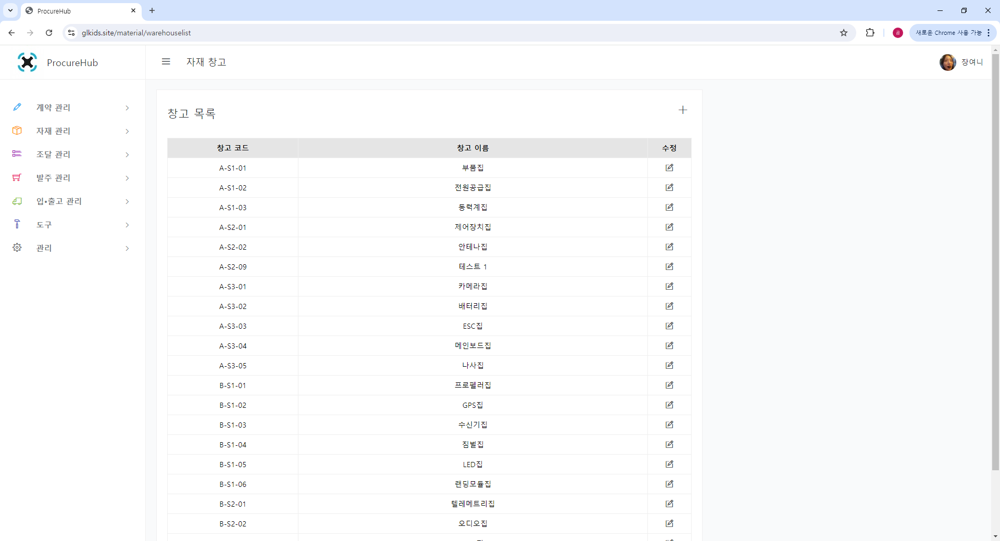 ProcureHub
glkids.site/material/warehouselist
곰
새로운 Chrome 사용 가능
ProcureHub
자재 창고
장여니
계약 관리
자재 관리
조달 관리
발주 관리
입•출고 관리
도구
관리
창고 목록
창고 코드 창고 이름 수정
A-S1-01 부품집
A-S1-02 전원공급집
A-S1-03 동력계집
A-S2-01 제어장치집
A-S2-02 안테나집
A-S2-09 테스트 1
A-S3-01 카메라집
A-S3-02 배터리집
A-S3-03 ESC집
A-S3-04 메인보드집
A-S3-05 나사집
B-S1-01 프로펠러집
B-S1-02 GPS집
B-S1-03 수신기집
B-S1-04 짐벌집
B-S1-05 LED집
B-S1-06 랜딩모듈집
B-S2-01 텔레메트리집
B-S2-02 오디오집